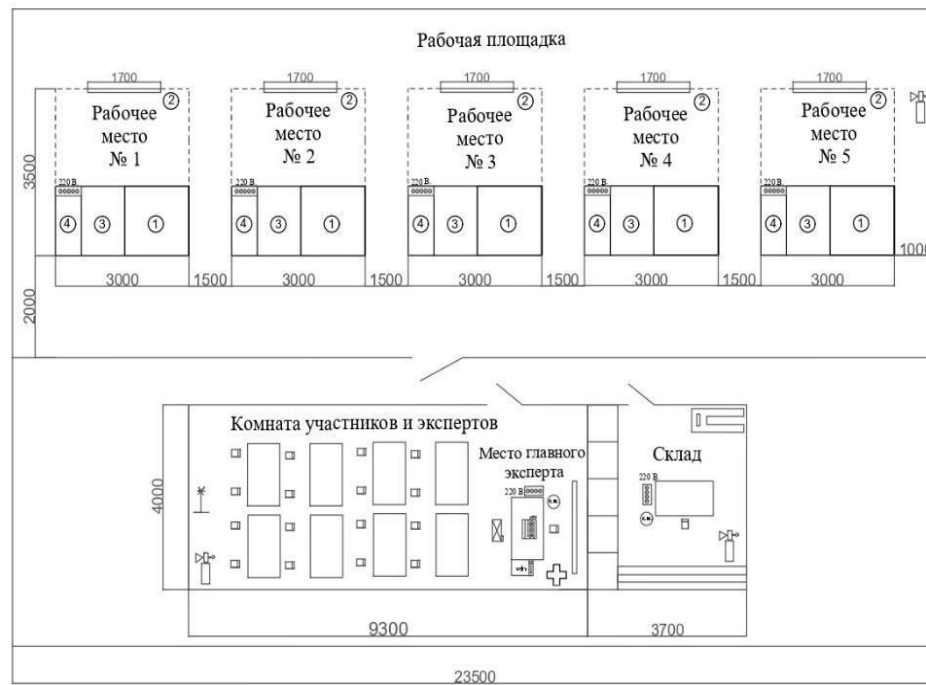 Рабочая площадка
1700 1700 1700 1700 1700
2 2 2 2 2
Рабочее место № 1
Рабочее место № 2
Рабочее место № 3
Рабочее место № 4
Рабочее место № 5
3500
220 В 220 В 220 В 220 В 220 В
4 3 1 4 3 1 4 3 1 4 3 1 4 3 1
1000
3000 1500 3000 1500 3000 1500 3000 1500 3000
2000
Комната участников и экспертов
Место главного
эксперта
Склад
220 В
220 В
4000
9300 3700
23500